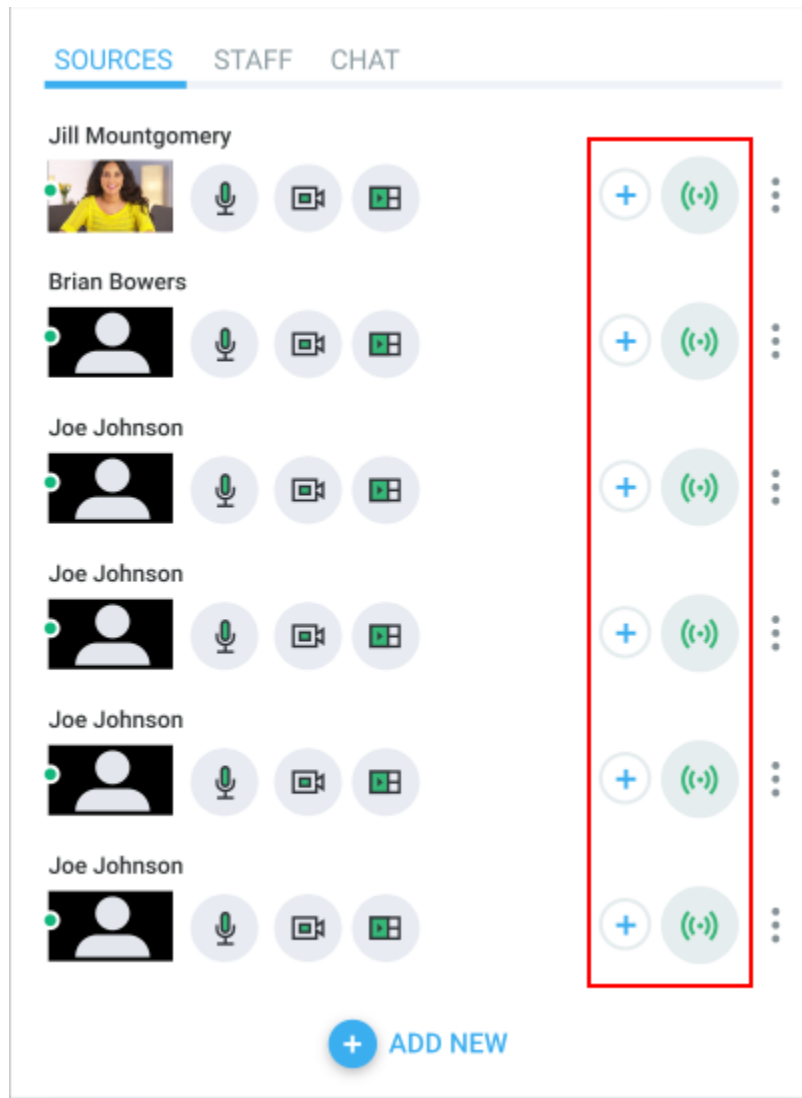 SOURCES STAFF CHAT
Jill Mountgomery
Brian Bowers
Joe Johnson
Joe Johnson
Joe Johnson
Joe Johnson
ADD NEW